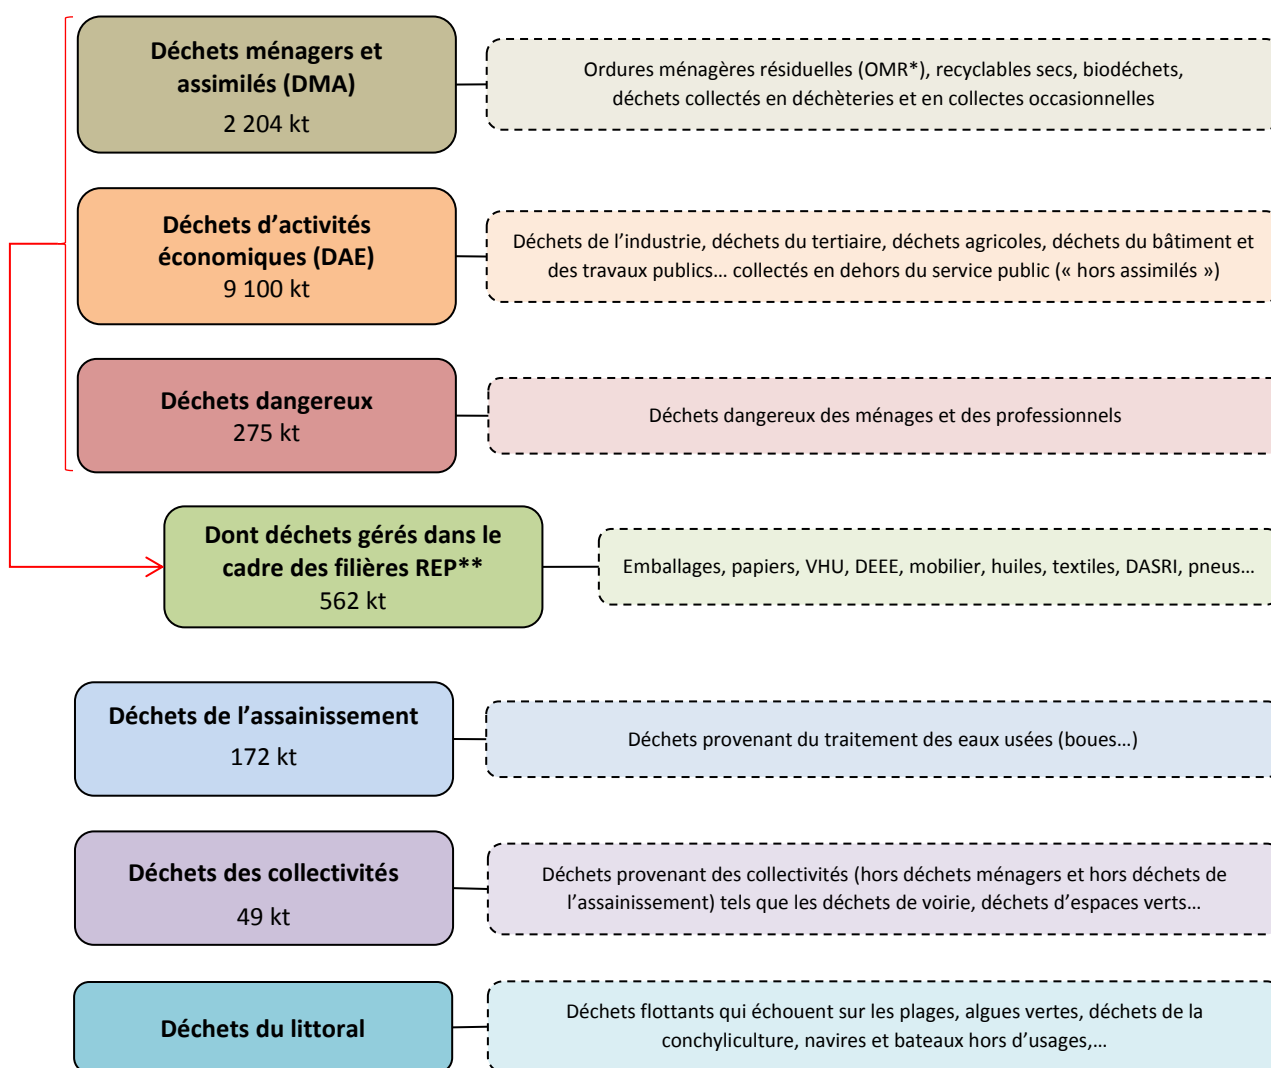 Déchets ménagers et
assimilés (DMA)
2 204 kt
Ordures ménagères résiduelles (OMR*), recyclables secs, biodéchets,
déchets collectés en déchèteries et en collectes occasionnelles
Déchets d’activités
économiques (DAE)
9 100 kt
Déchets de l’industrie, déchets du tertiaire, déchets agricoles, déchets du bâtiment et
des travaux publics… collectés en dehors du service public (« hors assimilés »)
Déchets dangereux
275 kt
Déchets dangereux des ménages et des professionnels
Dont déchets gérés dans le
cadre des filières REP**
562 kt
Emballages, papiers, VHU, DEEE, mobilier, huiles, textiles, DASRI, pneus…
Déchets de l’assainissement
172 kt
Déchets provenant du traitement des eaux usées (boues…)
Déchets des collectivités
49 kt
Déchets provenant des collectivités (hors déchets ménagers et hors déchets de
l’assainissement) tels que les déchets de voirie, déchets d’espaces verts…
Déchets du littoral
Déchets flottants qui échouent sur les plages, algues vertes, déchets de la
conchyliculture, navires et bateaux hors d’usages,…